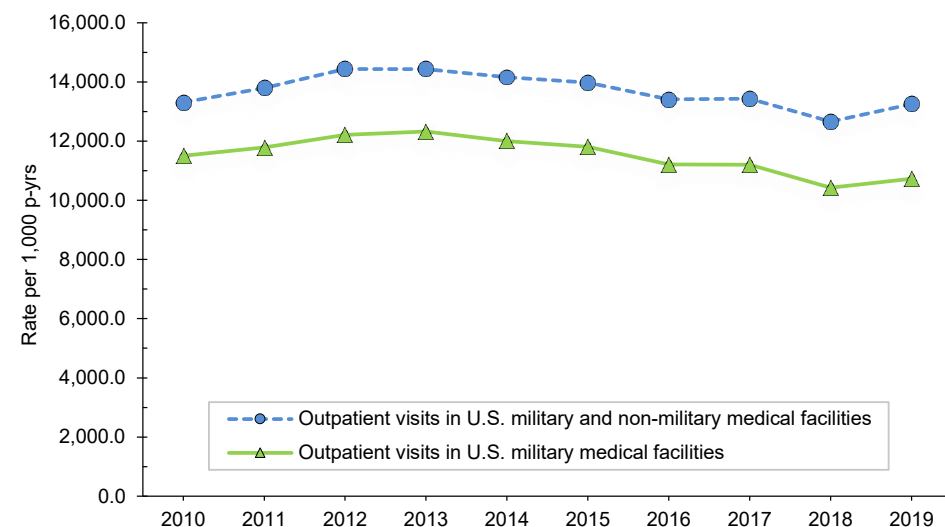 16,000.0
14,000.0
12,000.0
10,000.0
8,000.0
6,000.0
4,000.0
2,000.0
0.0
Rate per 1,000 p-yrs
Outpatient visits in U.S. military and non-military medical facilities
Outpatient visits in U.S. military medical facilities
2010 2011 2012 2013 2014 2015 2016 2017 2018 2019